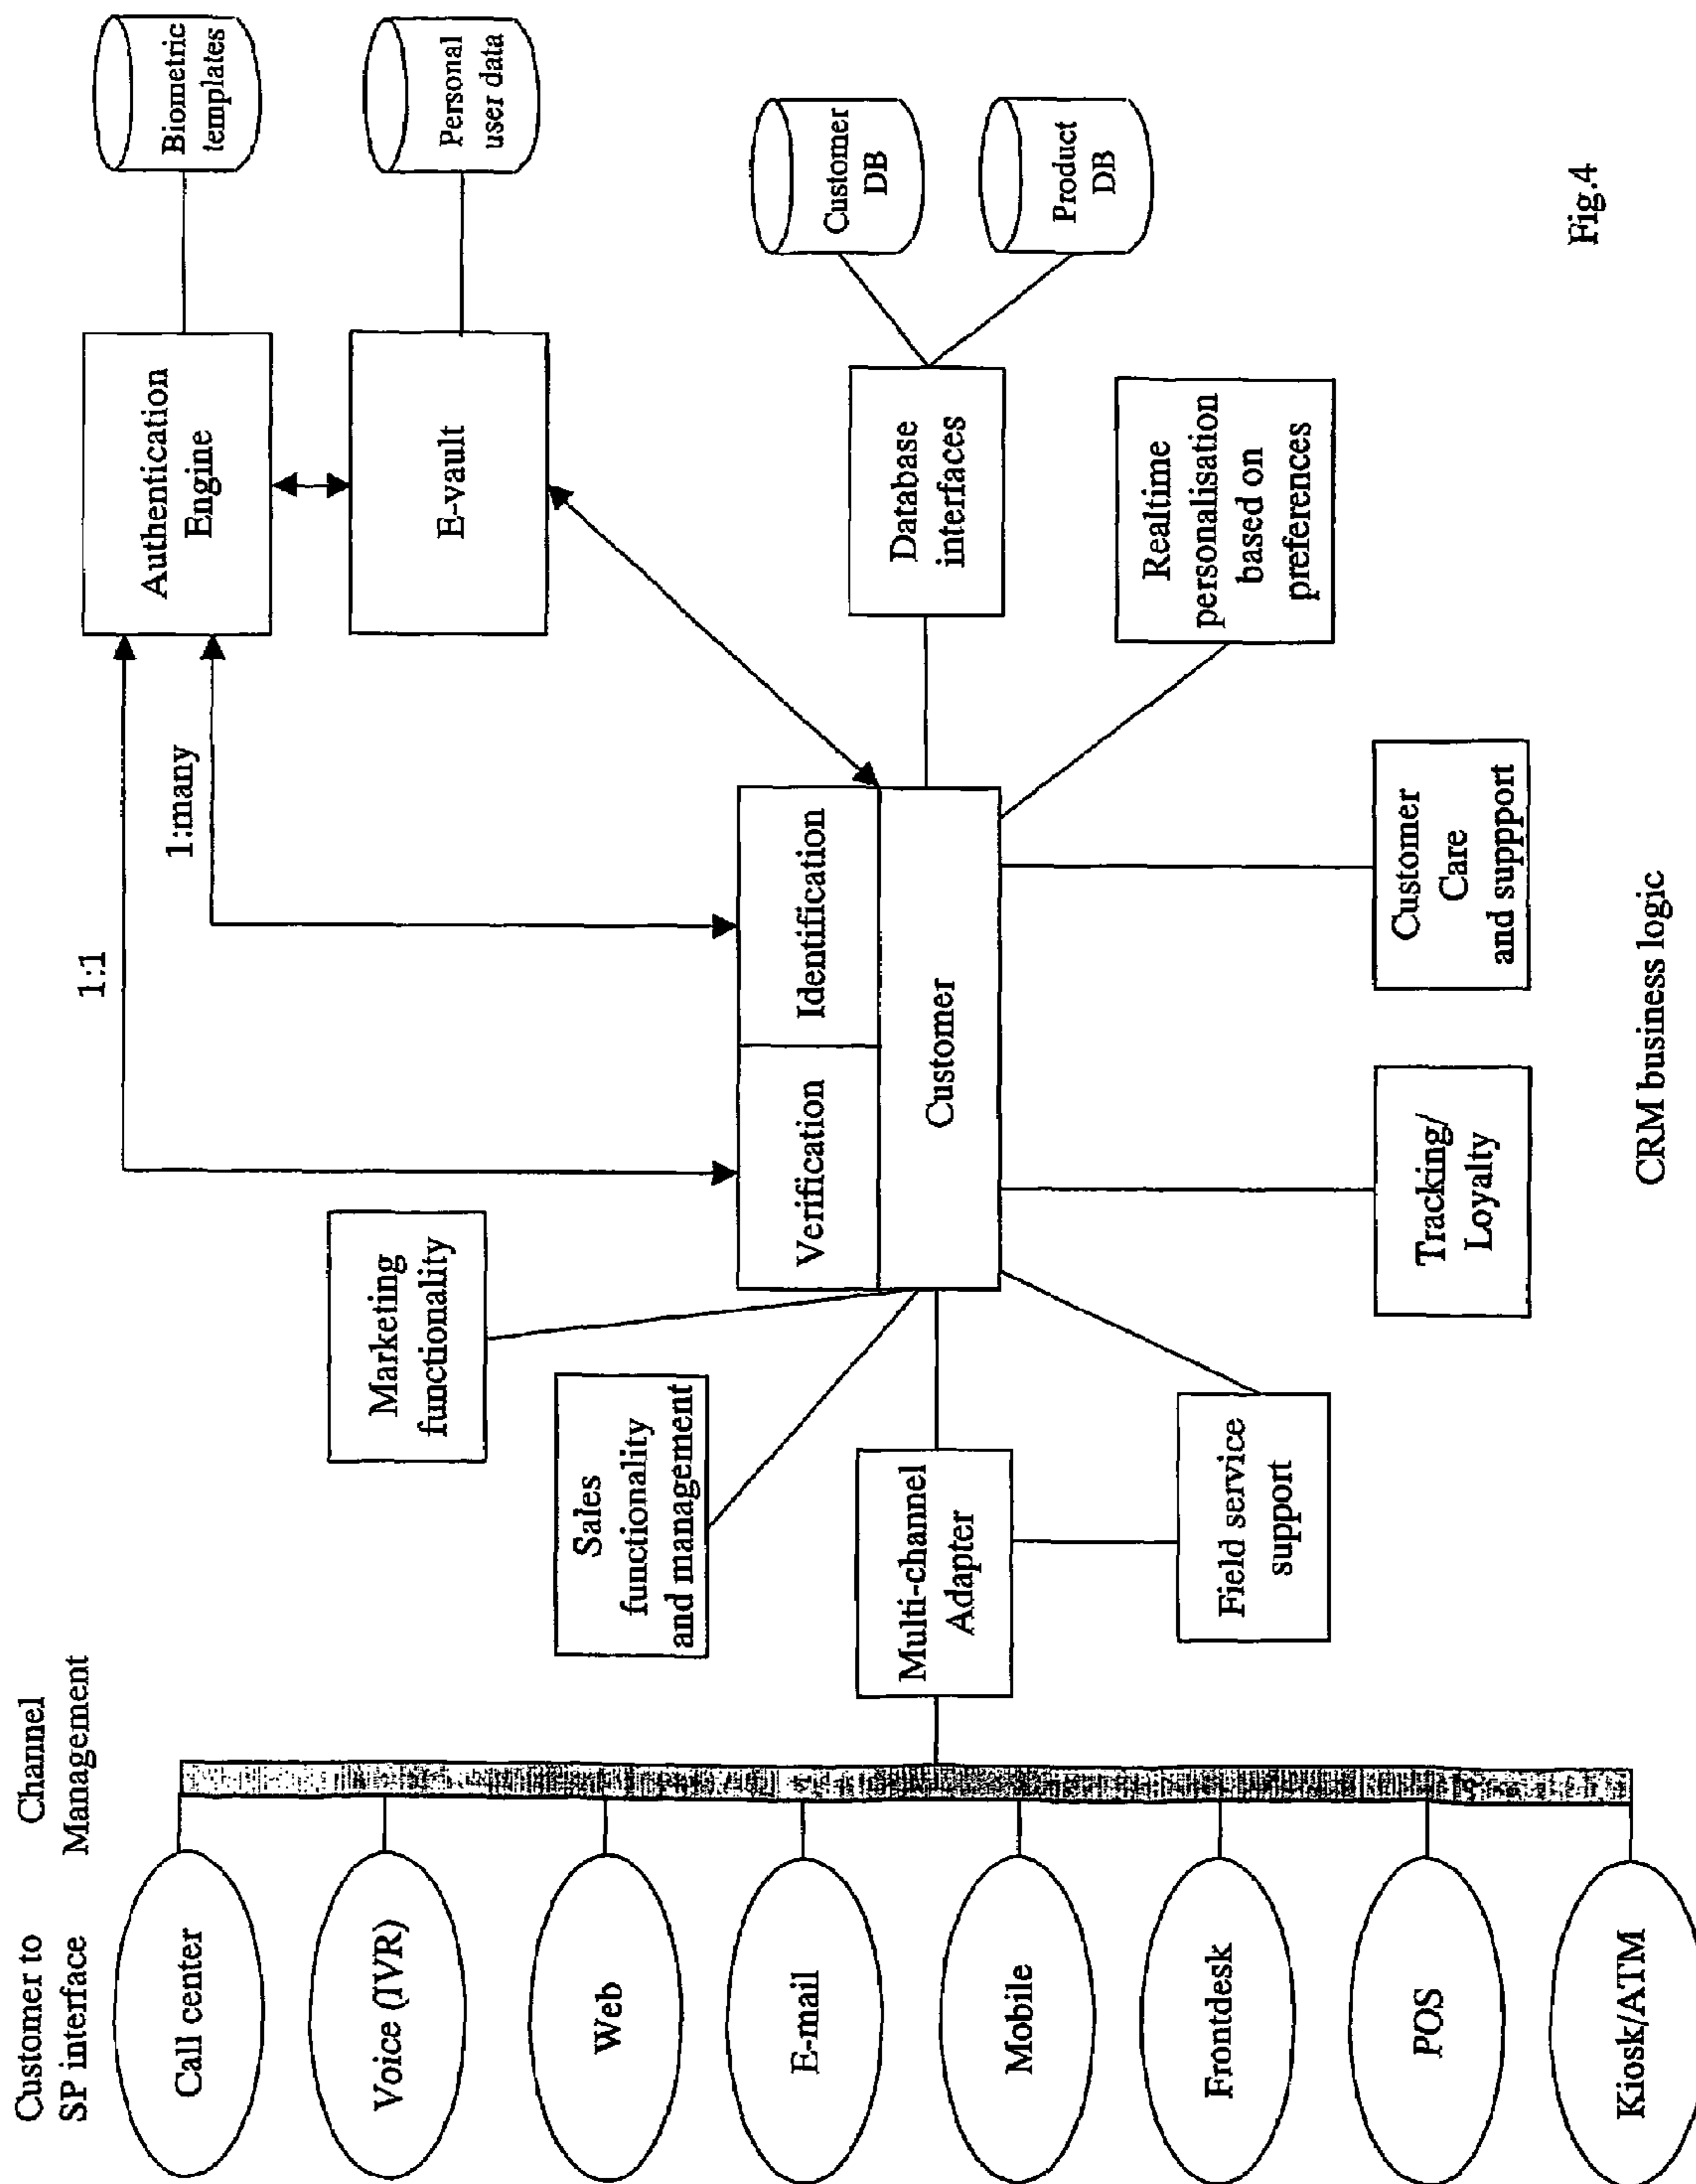 Customer to
SP interface
Channel
Management
Call center
Voice (IVR)
Web
E-mail
Mobile
Frontdesk
POS
Kiosk/ATM
Marketing
functionality
Sales
functionality
and management
Multi-channel
Adapter
Field service
support
1:1
1:many
Verification
Identification
Customer
Tracking/
Loyalty
Customer
Care
and suppport
Authentication
Engine
E-vault
Database
interfaces
Realtime
personalisation
based on
preferences
Biometric
templates
Personal
user data
Customer
DB
Product
DB
CRM business logic
Fig.4